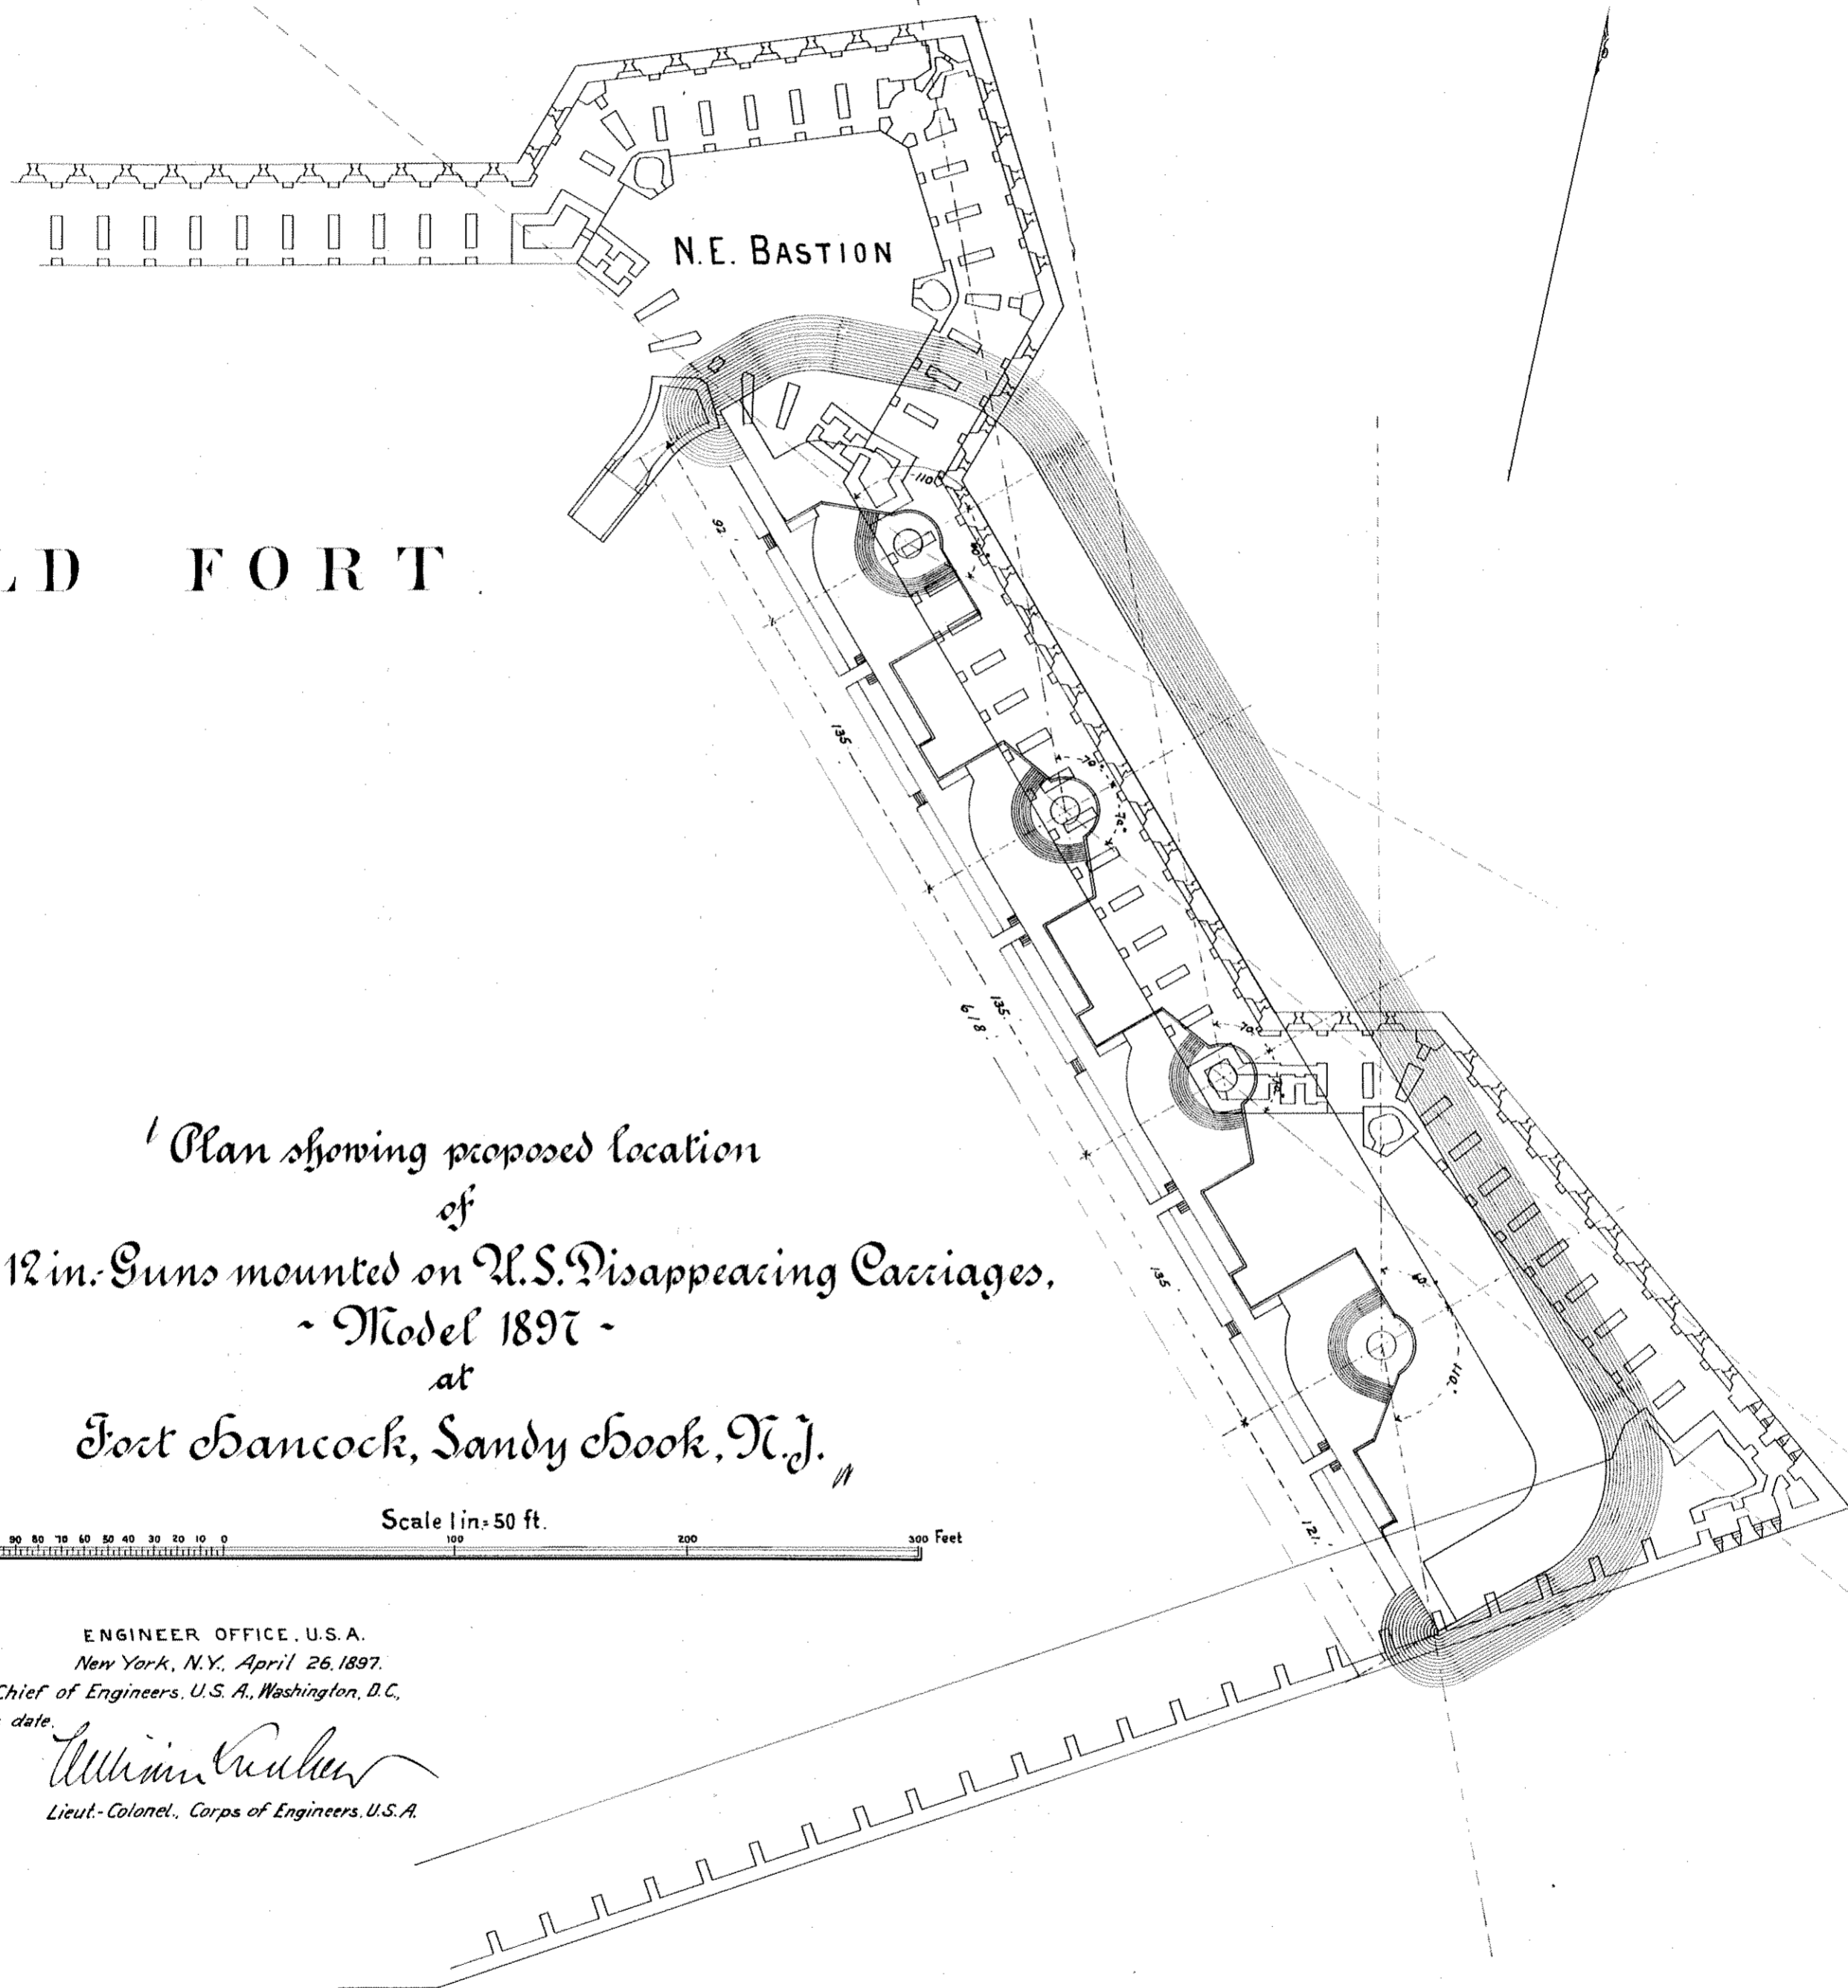 N.E. BASTION
LD FORT
110
60°
92.
135.
70°
70°
135.
618.
70°
70°
135.
60°
110°
121.
Plan showing proposed location
of
12 in. Guns mounted on U.S. Disappearing Carriages.
- Model 1897 -
at
Fort Hancock, Sandy Hook, N.J.
Scale 1 in = 50 ft.
90 80 70 60 50 40 30 20 10 0 100 200 300 Feet
ENGINEER OFFICE, U.S.A.
New York, N.Y., April 26, 1897.
Chief of Engineers, U.S.A., Washington, D.C.,
date.
Lieut.-Colonel., Corps of Engineers, U.S.A.